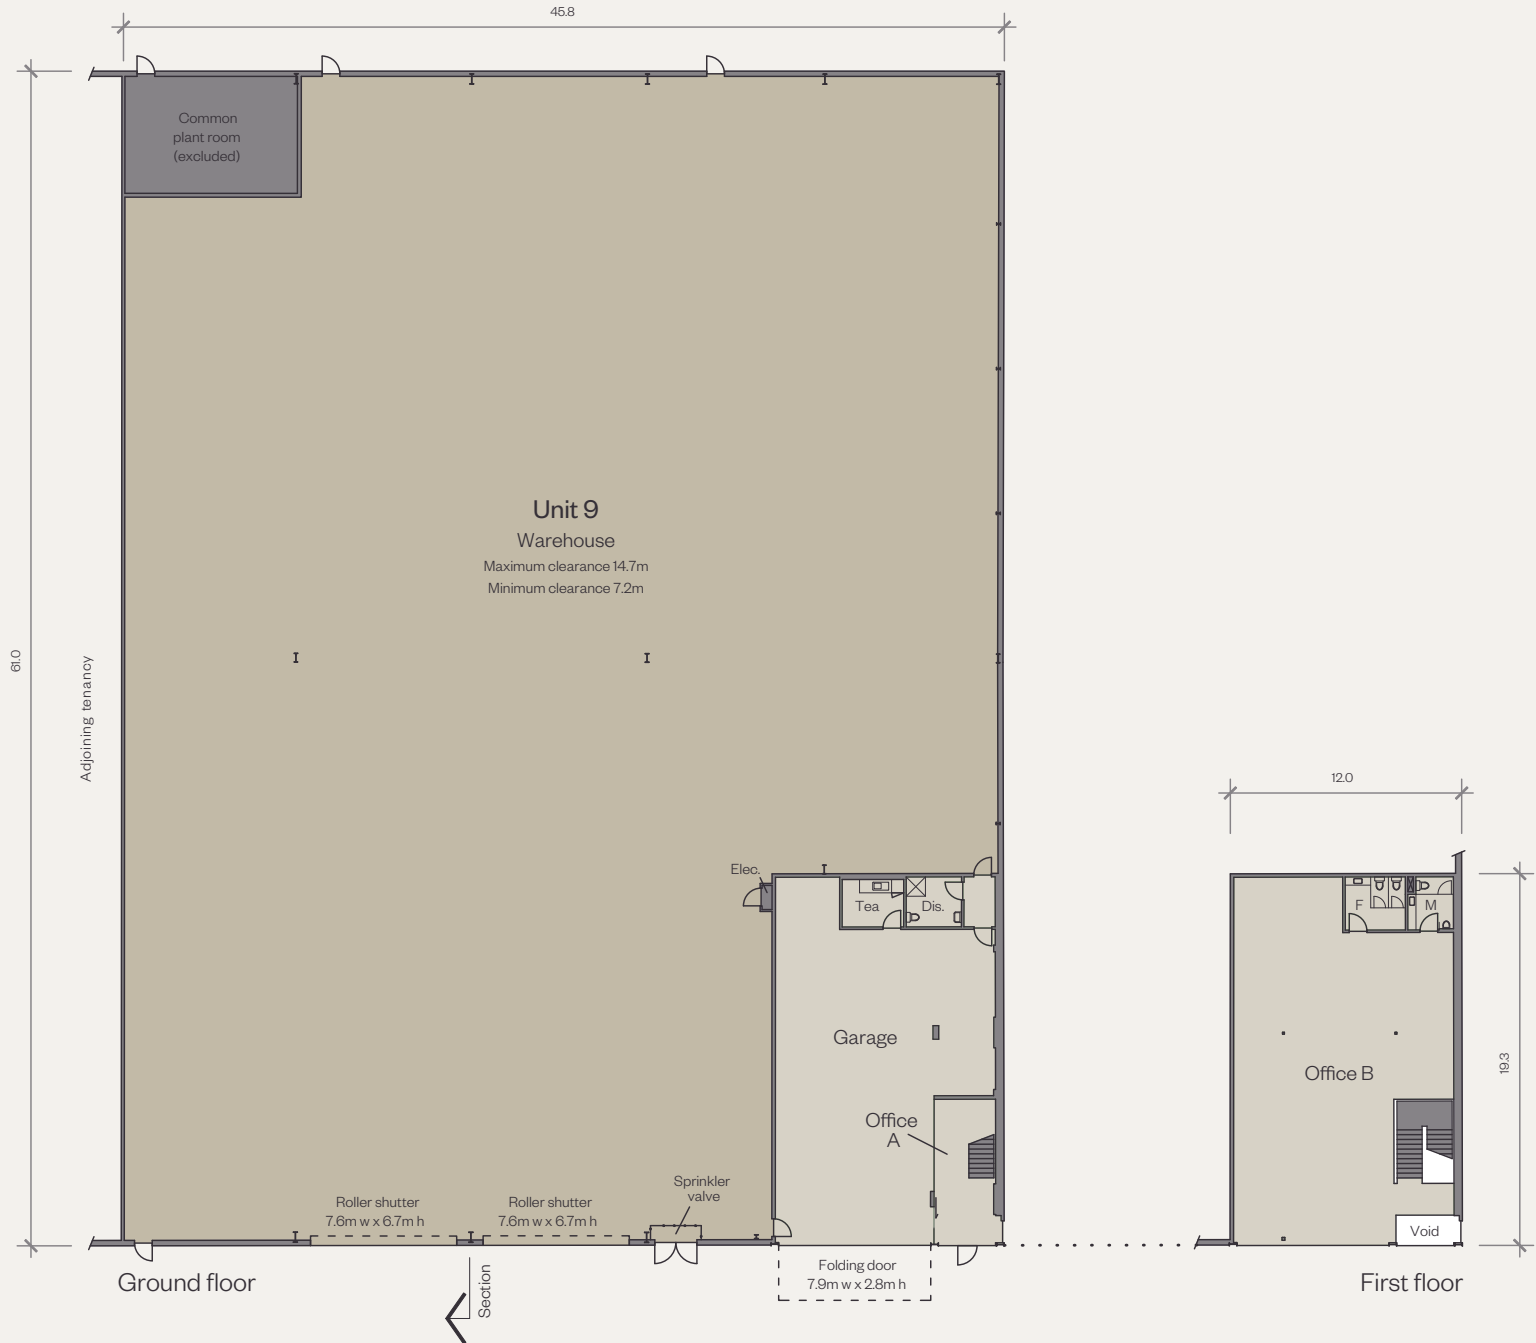 45.8
Common
plant room
(excluded)
Unit 9
Warehouse
Maximum clearance 14.7m
Minimum clearance 7.2m
61.0
Adjoining tenancy
12.0
Elec.
Tea
Dis.
F
M
Garage
Office
A
Office B
19.3
Sprinkler
valve
Roller shutter
7.6m w x 6.7m h
Roller shutter
7.6m w x 6.7m h
Void
Folding door
7.9m w x 2.8m h
Ground floor
Section
First floor